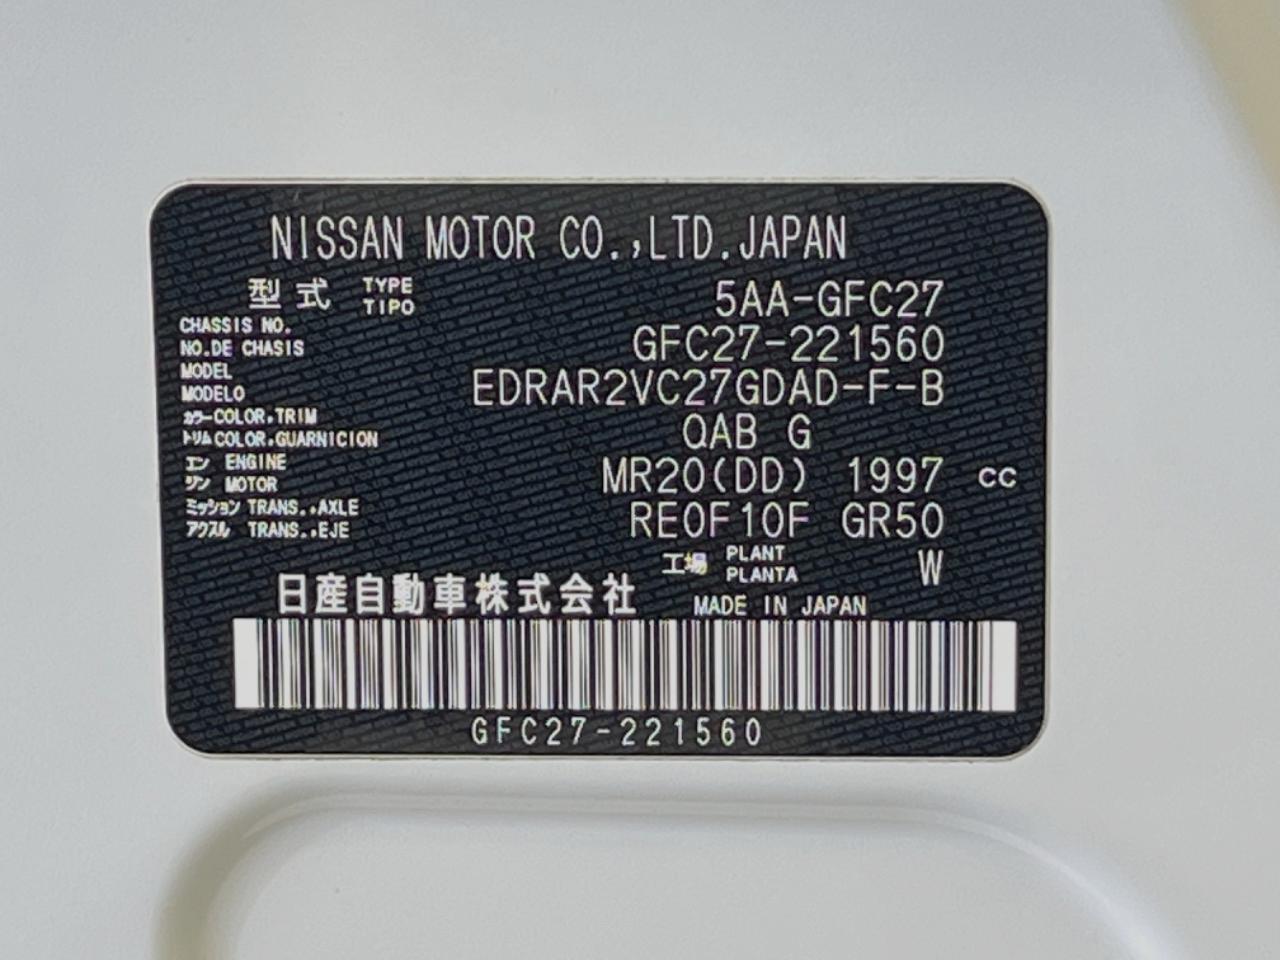 NISSAN MOTOR CO.,LTD.JAPAN
型式 TYPE TIPO 5AA-GFC27
CHASSIS NO.
NO.DE CHASIS GFC27-221560
MODEL
MODELO EDRAR2VC27GDAD-F-B
カラー COLOR,TRIM
トリム COLOR,GUARNICION QAB G
エン ENGINE
ジン MOTOR MR20(DD) 1997 cc
ミッション TRANS.,AXLE
アクスル TRANS.,EJE RE0F10F GR50
工場 PLANT PLANTA W
日産自動車株式会社 MADE IN JAPAN
GFC27-221560